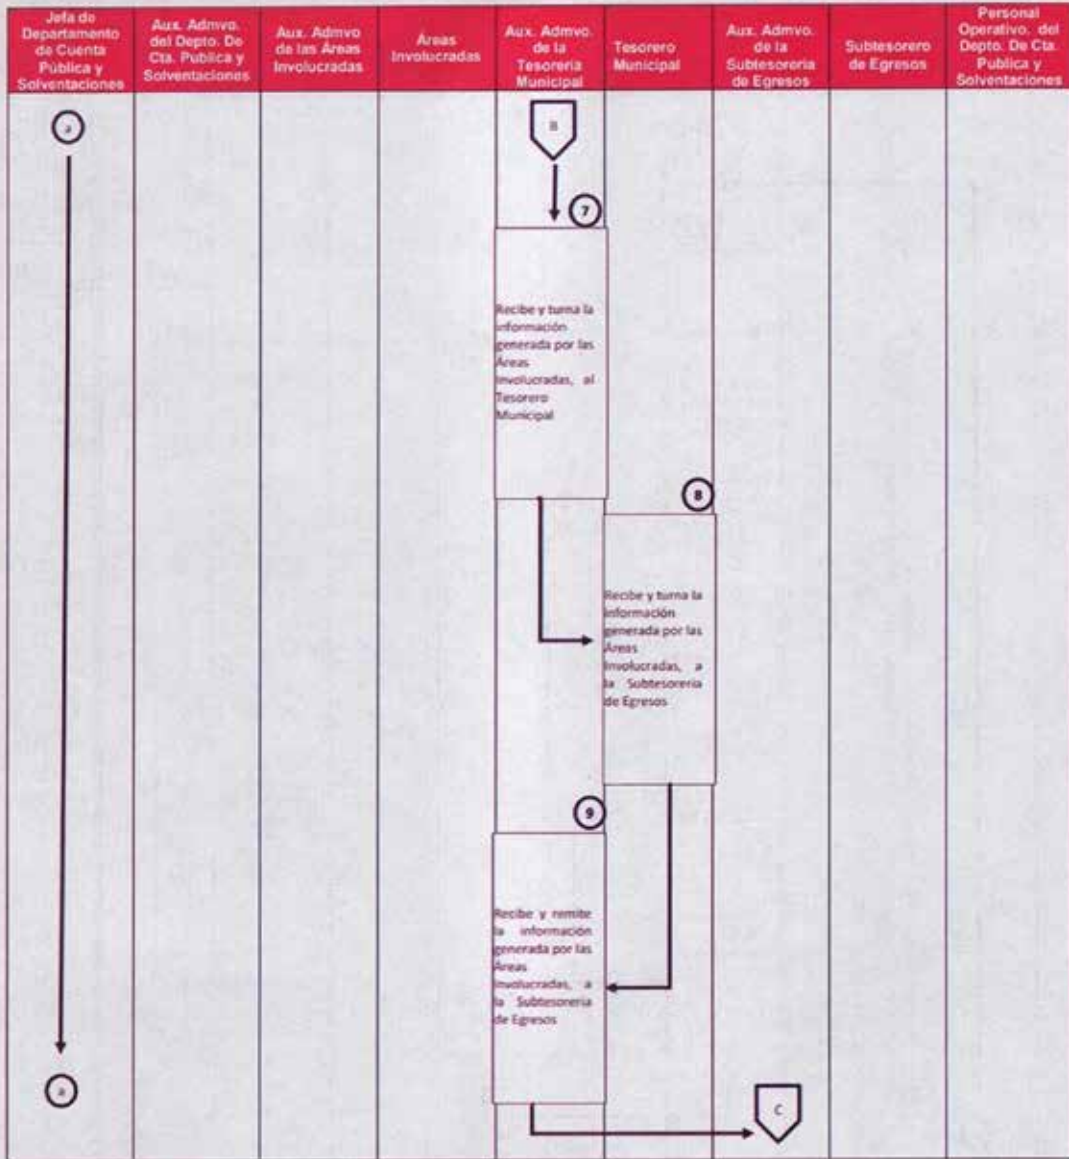 Jefa de
Departamento
de Cuenta
Pública y
Solventaciones
Aux. Admvo.
del Depto. De
Cta. Publica y
Solventaciones
Aux. Admvo
de las Áreas
Involucradas
Áreas
Involucradas
Aux. Admvo.
de la
Tesorería
Municipal
Tesorero
Municipal
Aux. Admvo.
de la
Subtesorería
de Egresos
Subtesorero
de Egresos
Personal
Operativo. del
Depto. De Cta.
Publica y
Solventaciones
a
B
7
Recibe y turna la
información
generada por las
Áreas
Involucradas, al
Tesorero
Municipal
8
Recibe y turna la
información
generada por las
Áreas
Involucradas, a
la Subtesorería
de Egresos
9
Recibe y remite
la información
generada por las
Áreas
Involucradas, a
la Subtesorería
de Egresos
a
C